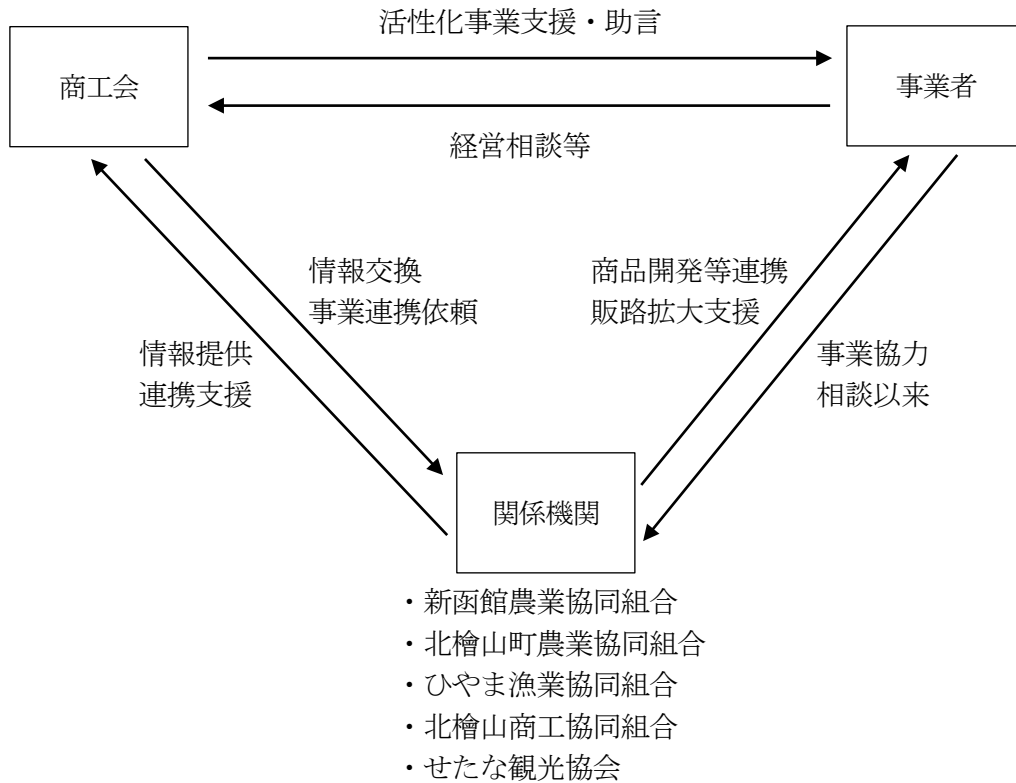 活性化事業支援・助言
商工会
事業者
経営相談等
情報交換
事業連携依頼
商品開発等連携
販路拡大支援
情報提供
連携支援
事業協力
相談以来
関係機関
・新函館農業協同組合
・北檜山町農業協同組合
・ひやま漁業協同組合
・北檜山商工協同組合
・せたな観光協会